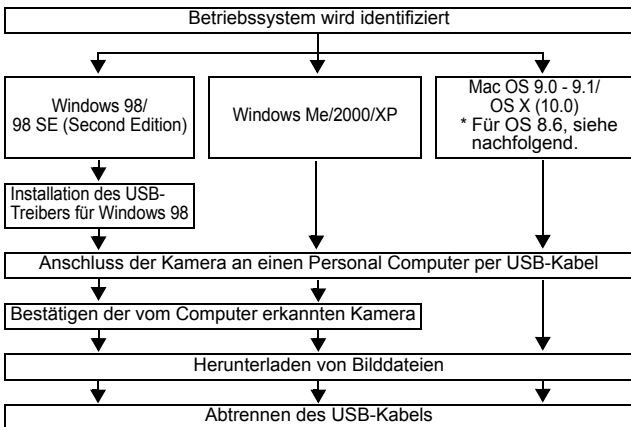 Betriebssystem wird identifiziert
Windows 98/
98 SE (Second Edition)
Windows Me/2000/XP
Mac OS 9.0 - 9.1/
OS X (10.0)
* Für OS 8.6, siehe
nachfolgend.
Installation des USB-
Treibers für Windows 98
Anschluss der Kamera an einen Personal Computer per USB-Kabel
Bestätigen der vom Computer erkannten Kamera
Herunterladen von Bilddateien
Abtrennen des USB-Kabels